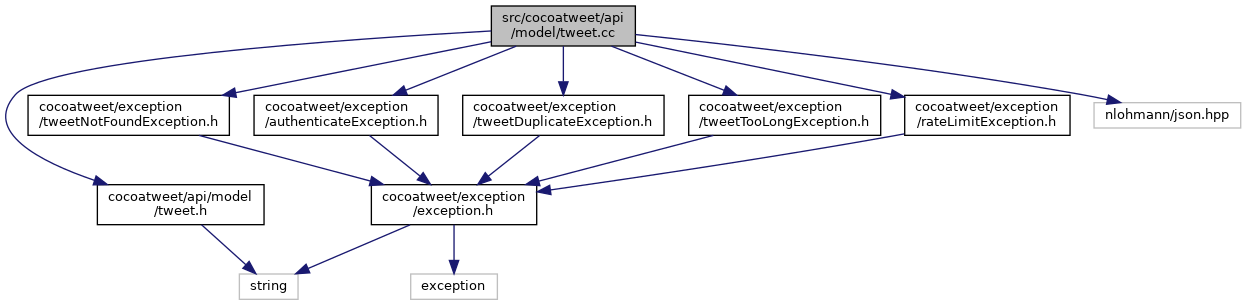 src/cocoatweet/api
/model/tweet.cc
cocoatweet/exception
/tweetNotFoundException.h
cocoatweet/exception
/authenticateException.h
cocoatweet/exception
/tweetDuplicateException.h
cocoatweet/exception
/tweetTooLongException.h
cocoatweet/exception
/rateLimitException.h
nlohmann/json.hpp
cocoatweet/api/model
/tweet.h
cocoatweet/exception
/exception.h
string
exception